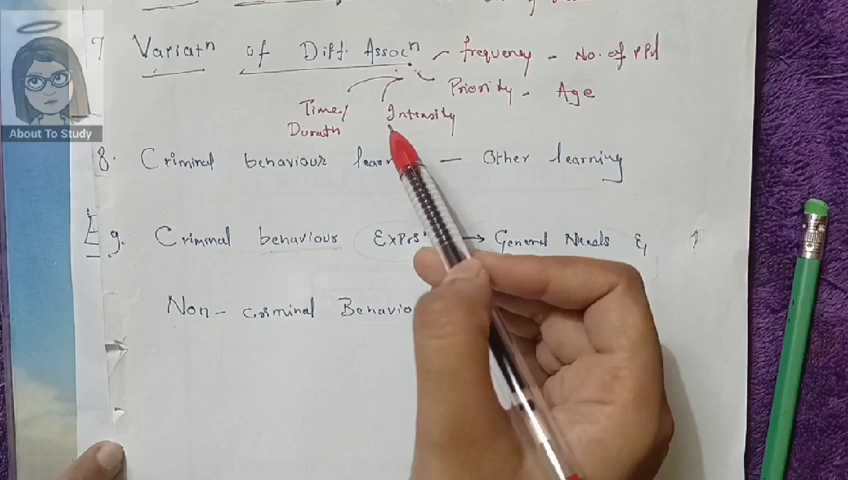 7 Variatn of Diff. Assocn - frequency - No. of ppl
Priority - Age
Time/ Intensity
Duratn
About To Study
8. Criminal behaviour learn - Other learning
9. Criminal behaviour Exprs → General Needs &
Non-criminal Behavio